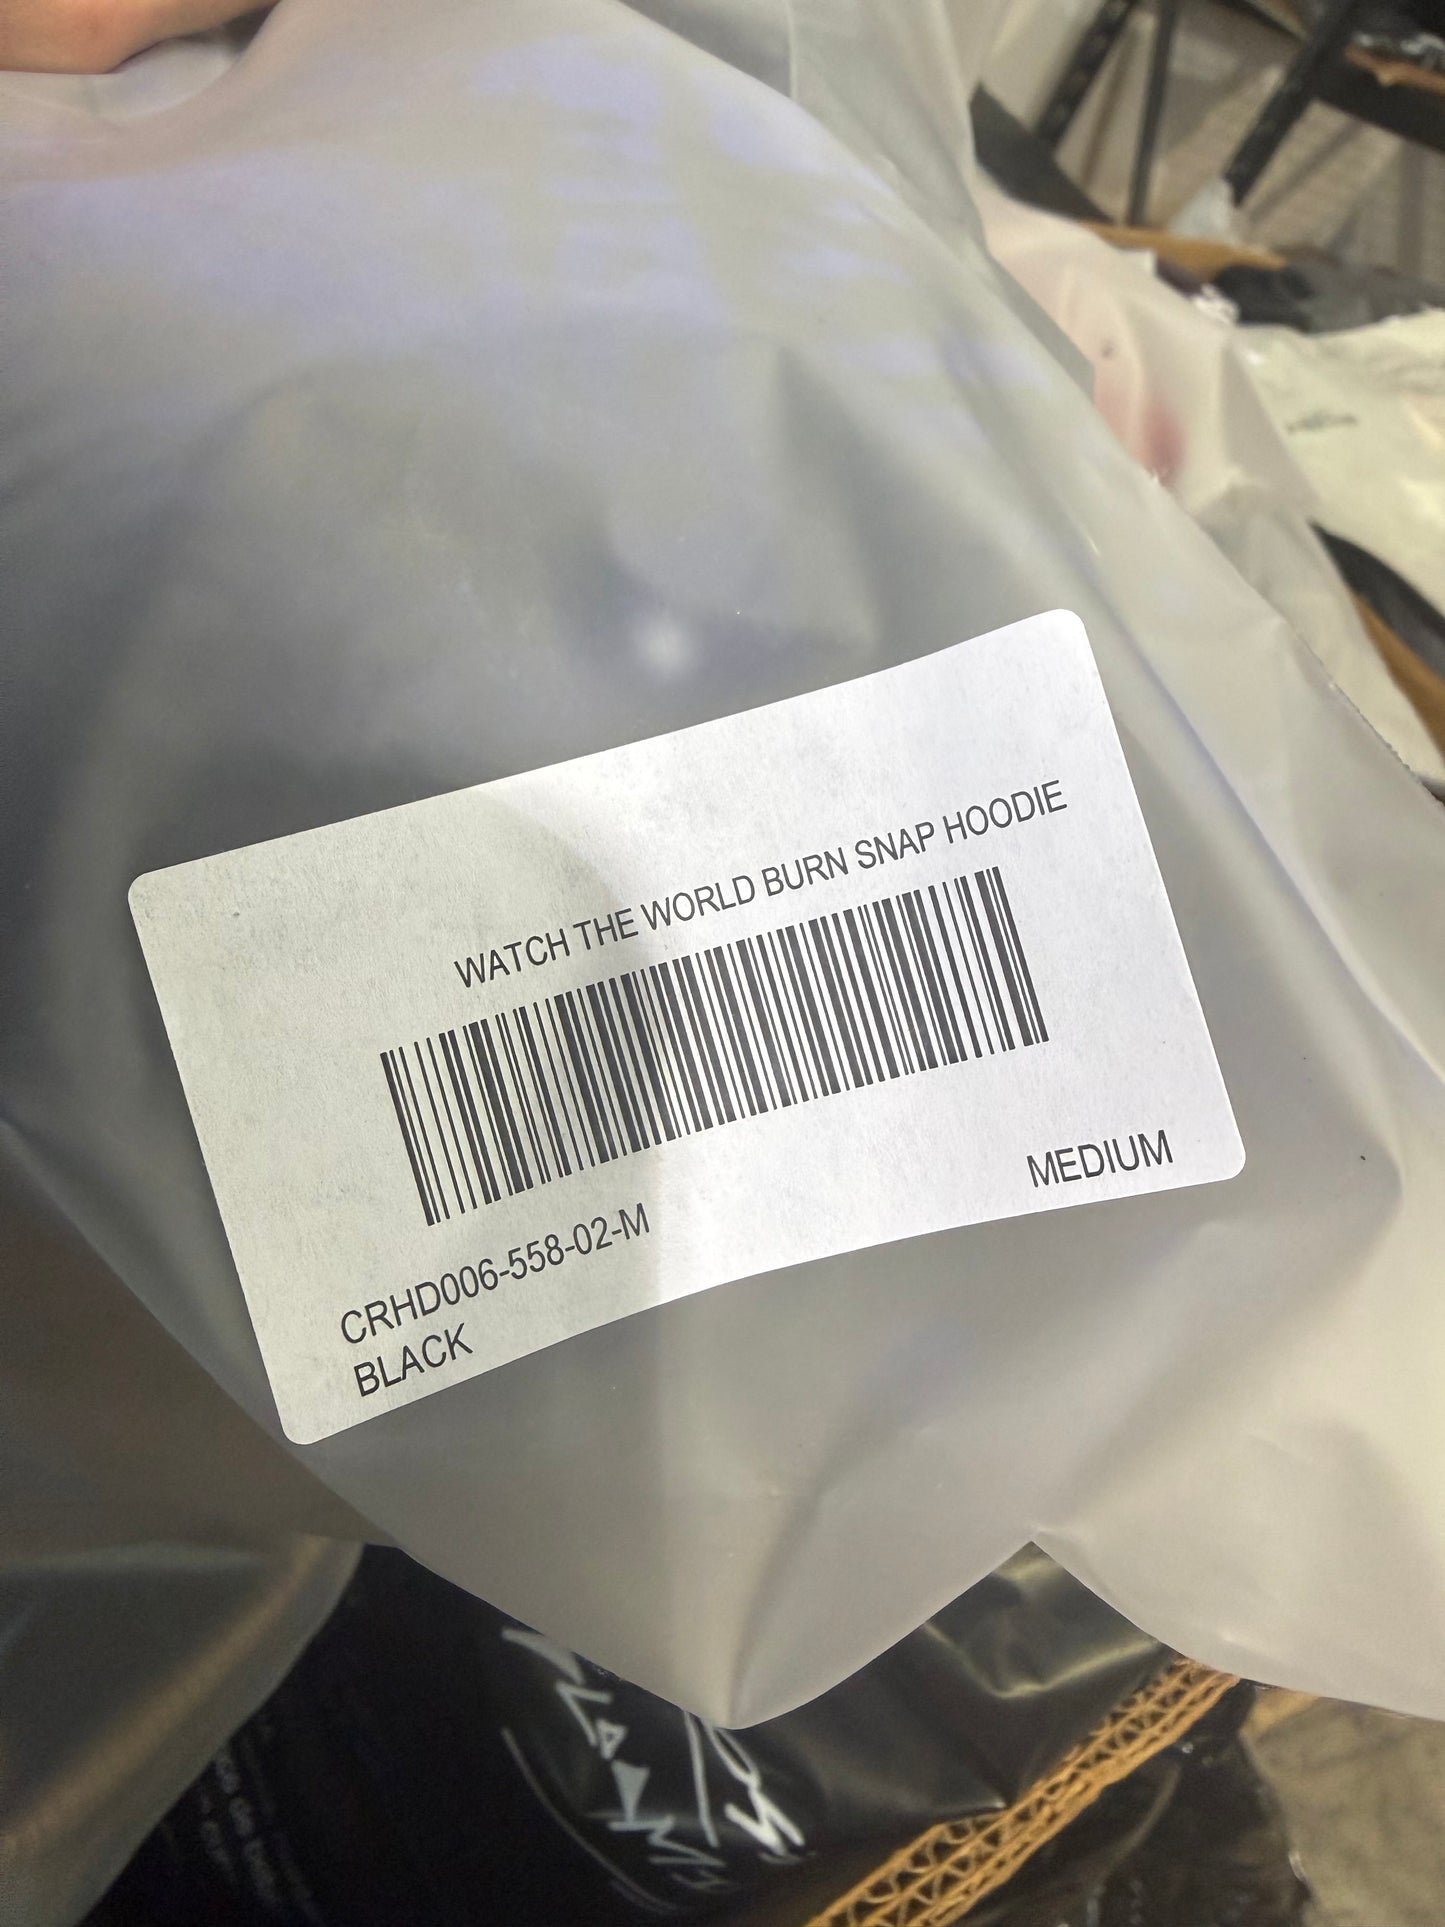 WATCH THE WORLD BURN SNAP HOODIE
CRHD006-558-02-M
MEDIUM
BLACK